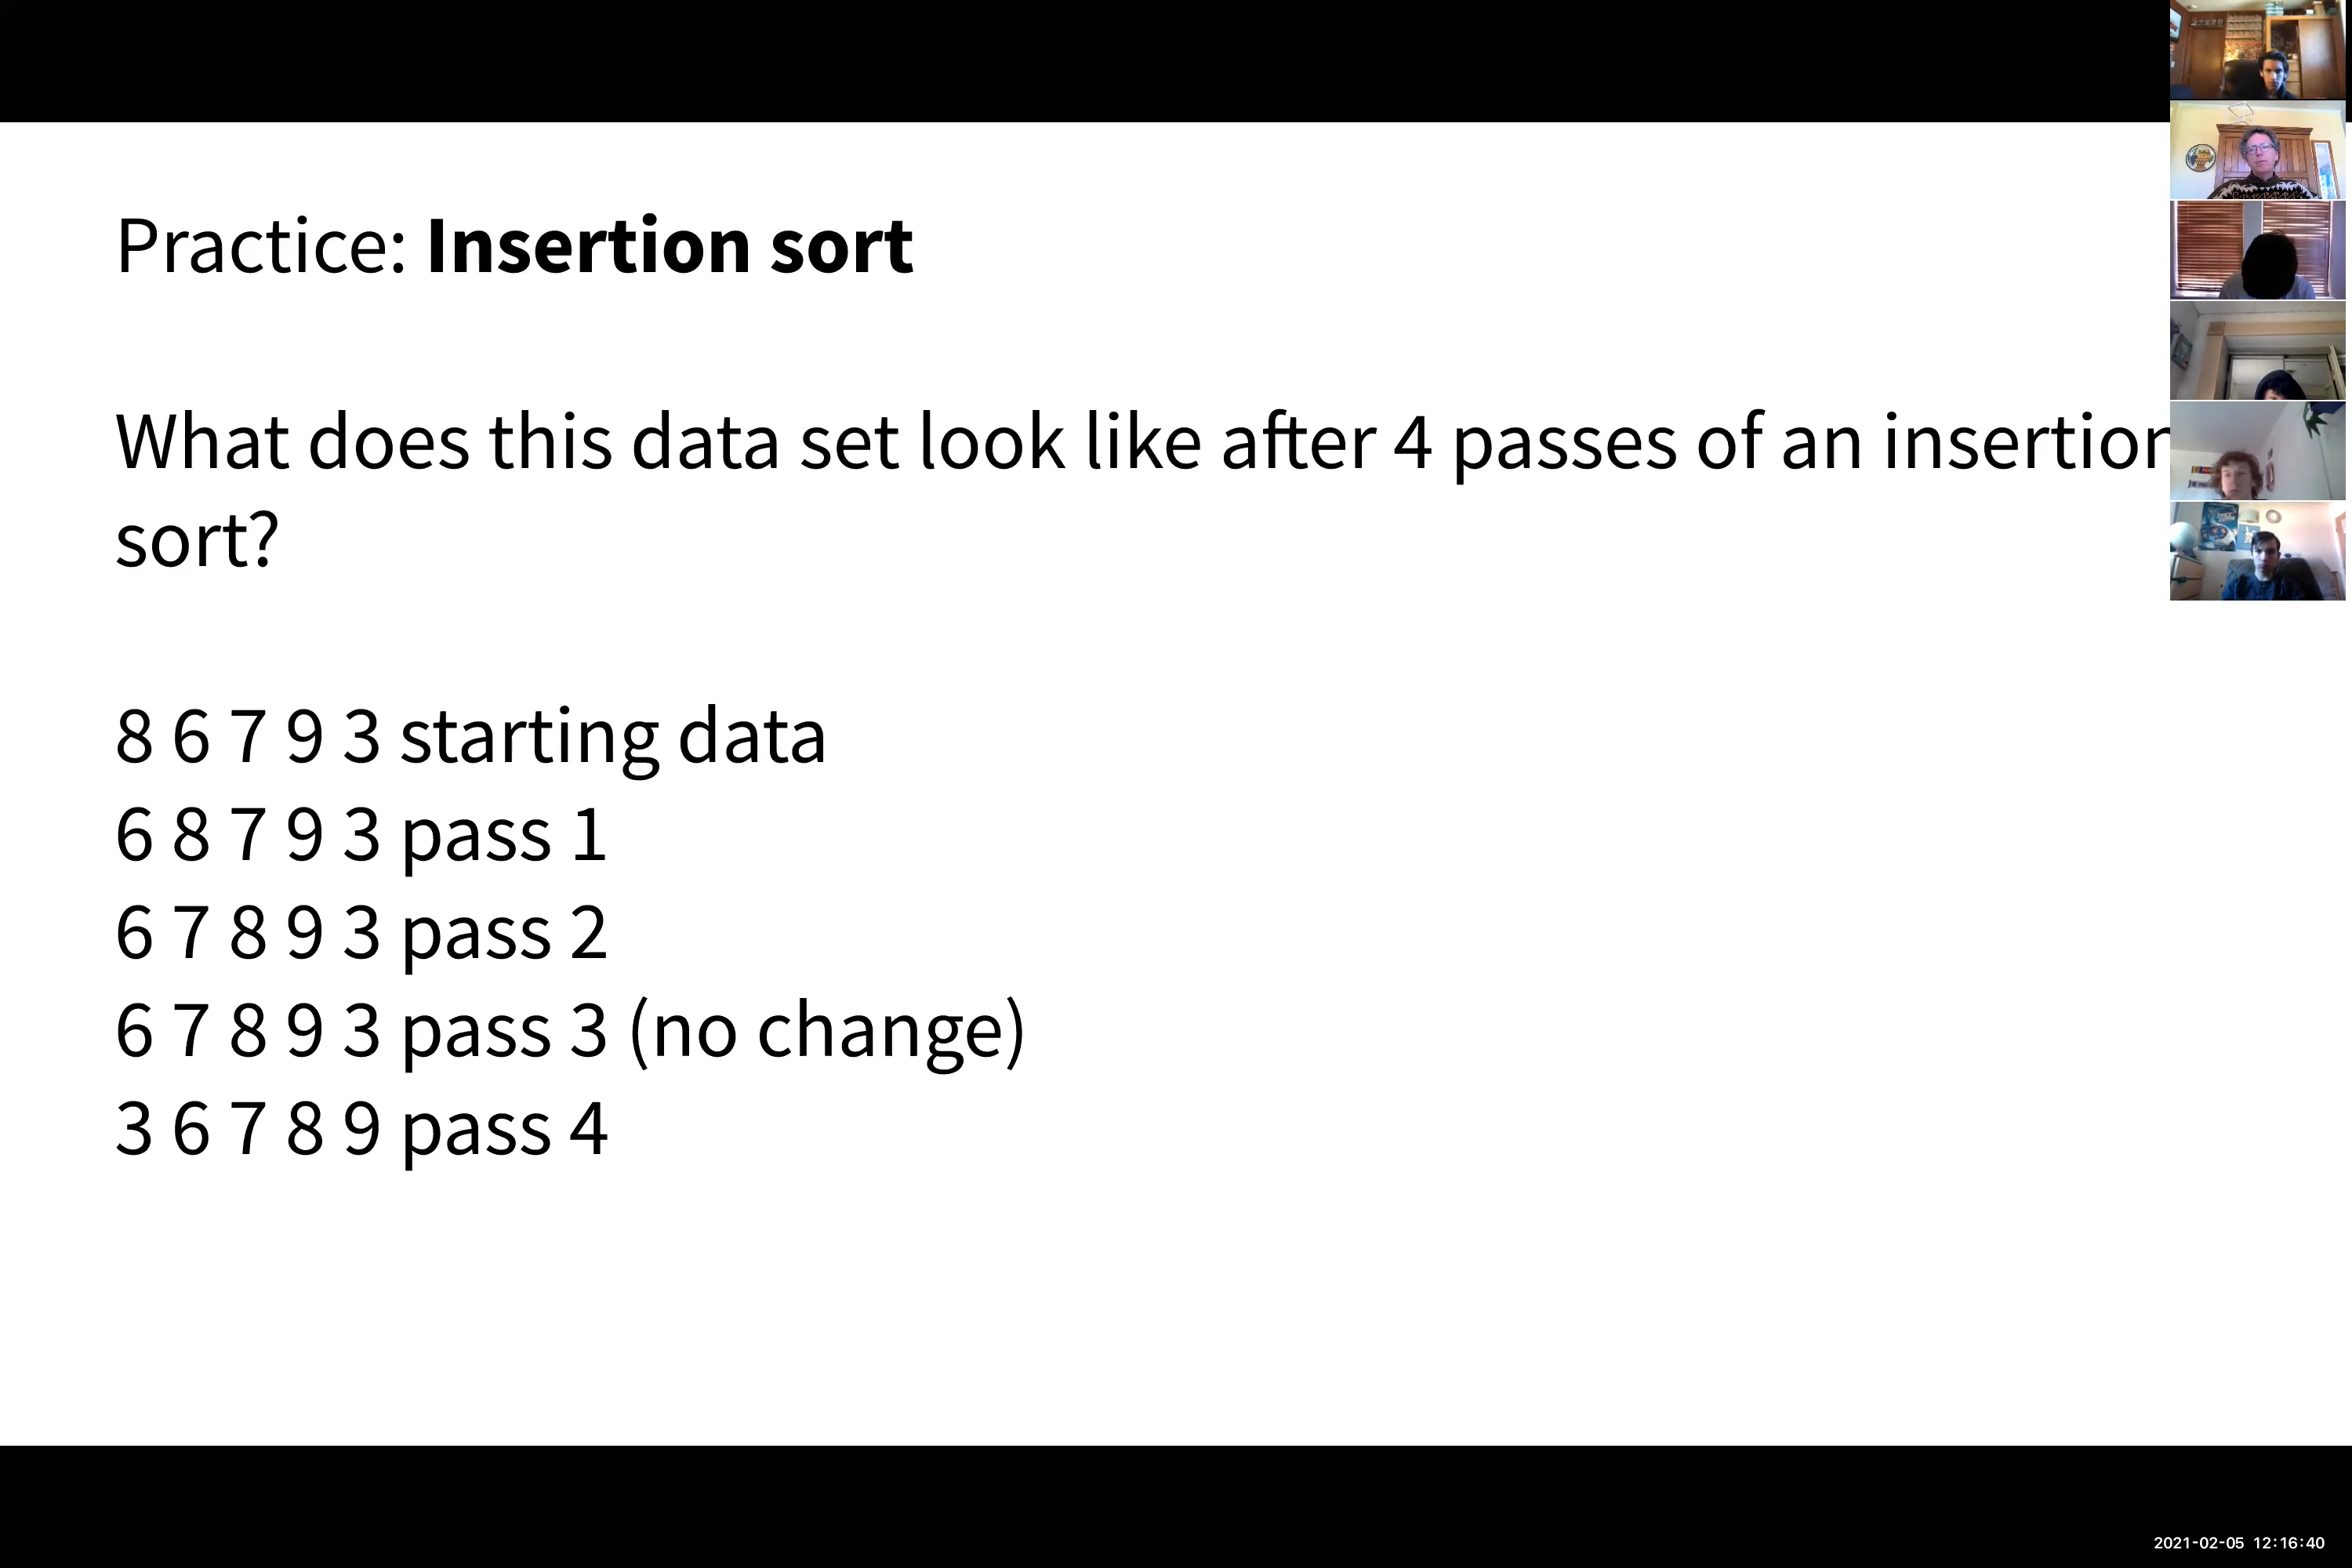 Practice: Insertion sort
What does this data set look like after 4 passes of an insertion
sort?
8 6 7 9 3 starting data
6 8 7 9 3 pass 1
6 7 8 9 3 pass 2
6 7 8 9 3 pass 3 (no change)
3 6 7 8 9 pass 4
2021-02-05 12:16:40